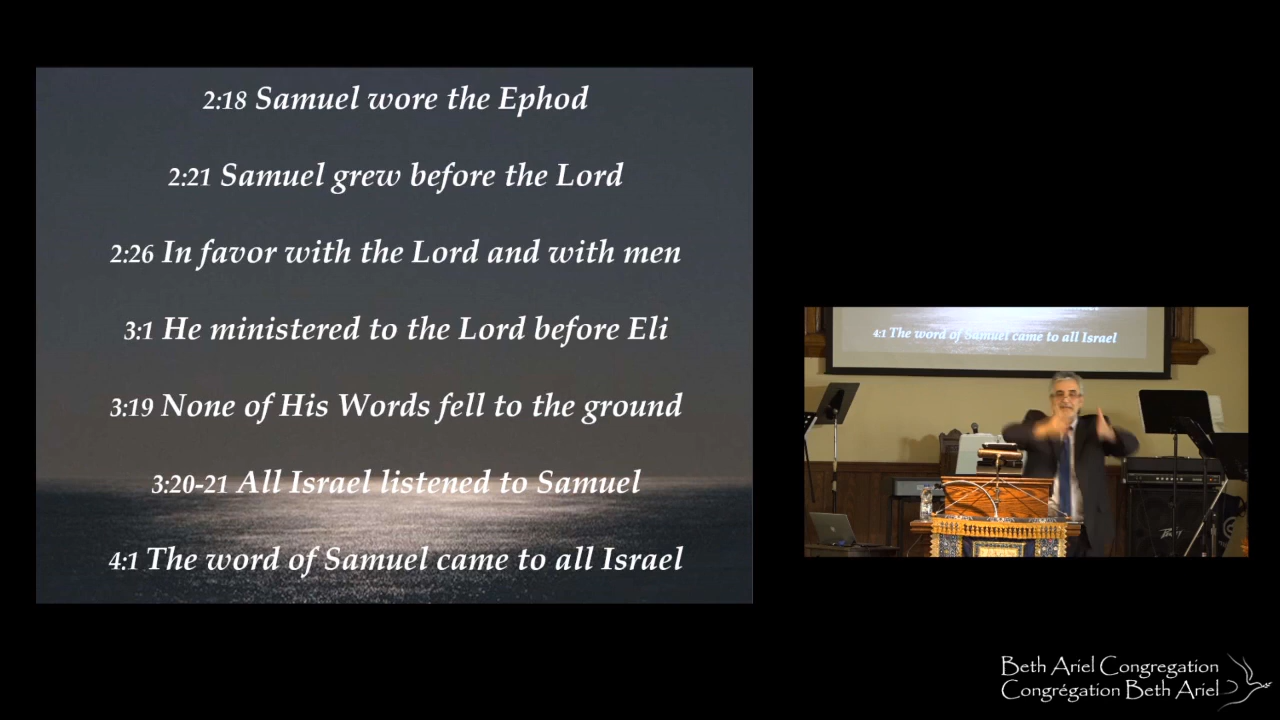 2:18 Samuel wore the Ephod
2:21 Samuel grew before the Lord
2:26 In favor with the Lord and with men
3:1 He ministered to the Lord before Eli
3:19 None of His Words fell to the ground
3:20-21 All Israel listened to Samuel
4:1 The word of Samuel came to all Israel
4:1 The word of Samuel came to all Israel
PEAVEY
Beth Ariel Congregation
Congrégation Beth Ariel